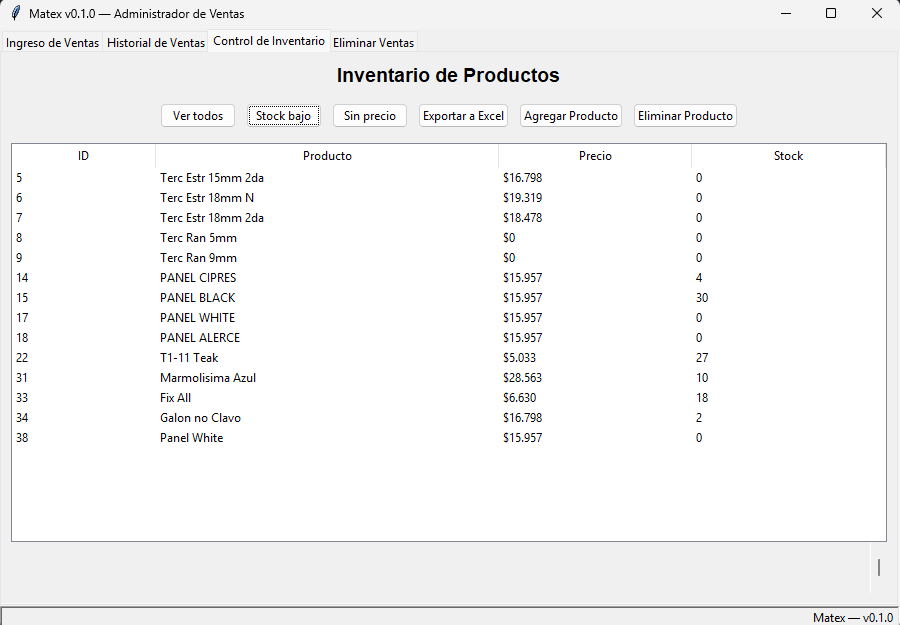 Matex v0.1.0 — Administrador de Ventas
Ingreso de Ventas Historial de Ventas Control de Inventario Eliminar Ventas
Inventario de Productos
Ver todos Stock bajo Sin precio Exportar a Excel Agregar Producto Eliminar Producto
ID Producto Precio Stock
5 Terc Estr 15mm 2da $16.798 0
6 Terc Estr 18mm N $19.319 0
7 Terc Estr 18mm 2da $18.478 0
8 Terc Ran 5mm $0 0
9 Terc Ran 9mm $0 0
14 PANEL CIPRES $15.957 4
15 PANEL BLACK $15.957 30
17 PANEL WHITE $15.957 0
18 PANEL ALERCE $15.957 0
22 T1-11 Teak $5.033 27
31 Marmolisima Azul $28.563 10
33 Fix All $6.630 18
34 Galon no Clavo $16.798 2
38 Panel White $15.957 0
Matex — v0.1.0